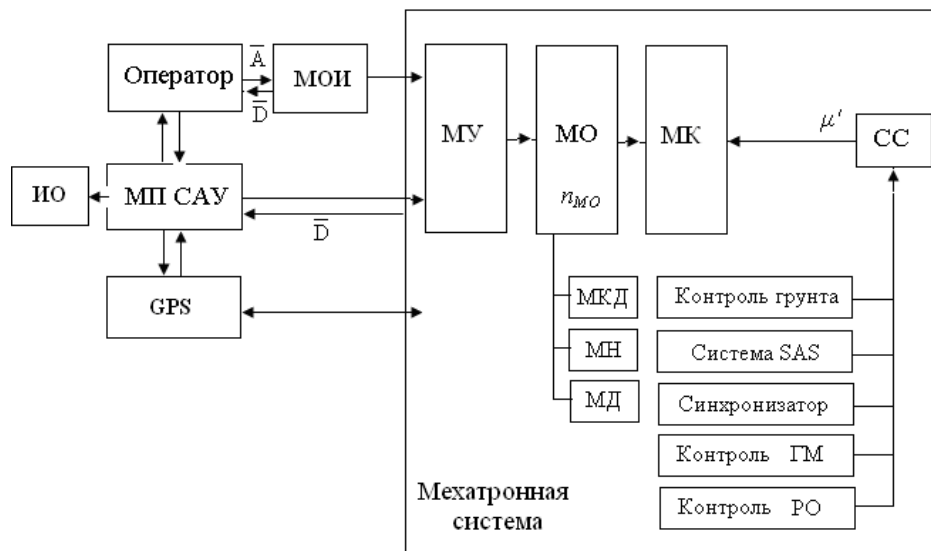 Оператор
A̅
D̅
МОИ
МУ
МО
n_MO
МК
μ'
СС
ИО
МП САУ
D̅
GPS
МКД
МН
МД
Контроль грунта
Система SAS
Синхронизатор
Контроль ГМ
Контроль РО
Мехатронная
система